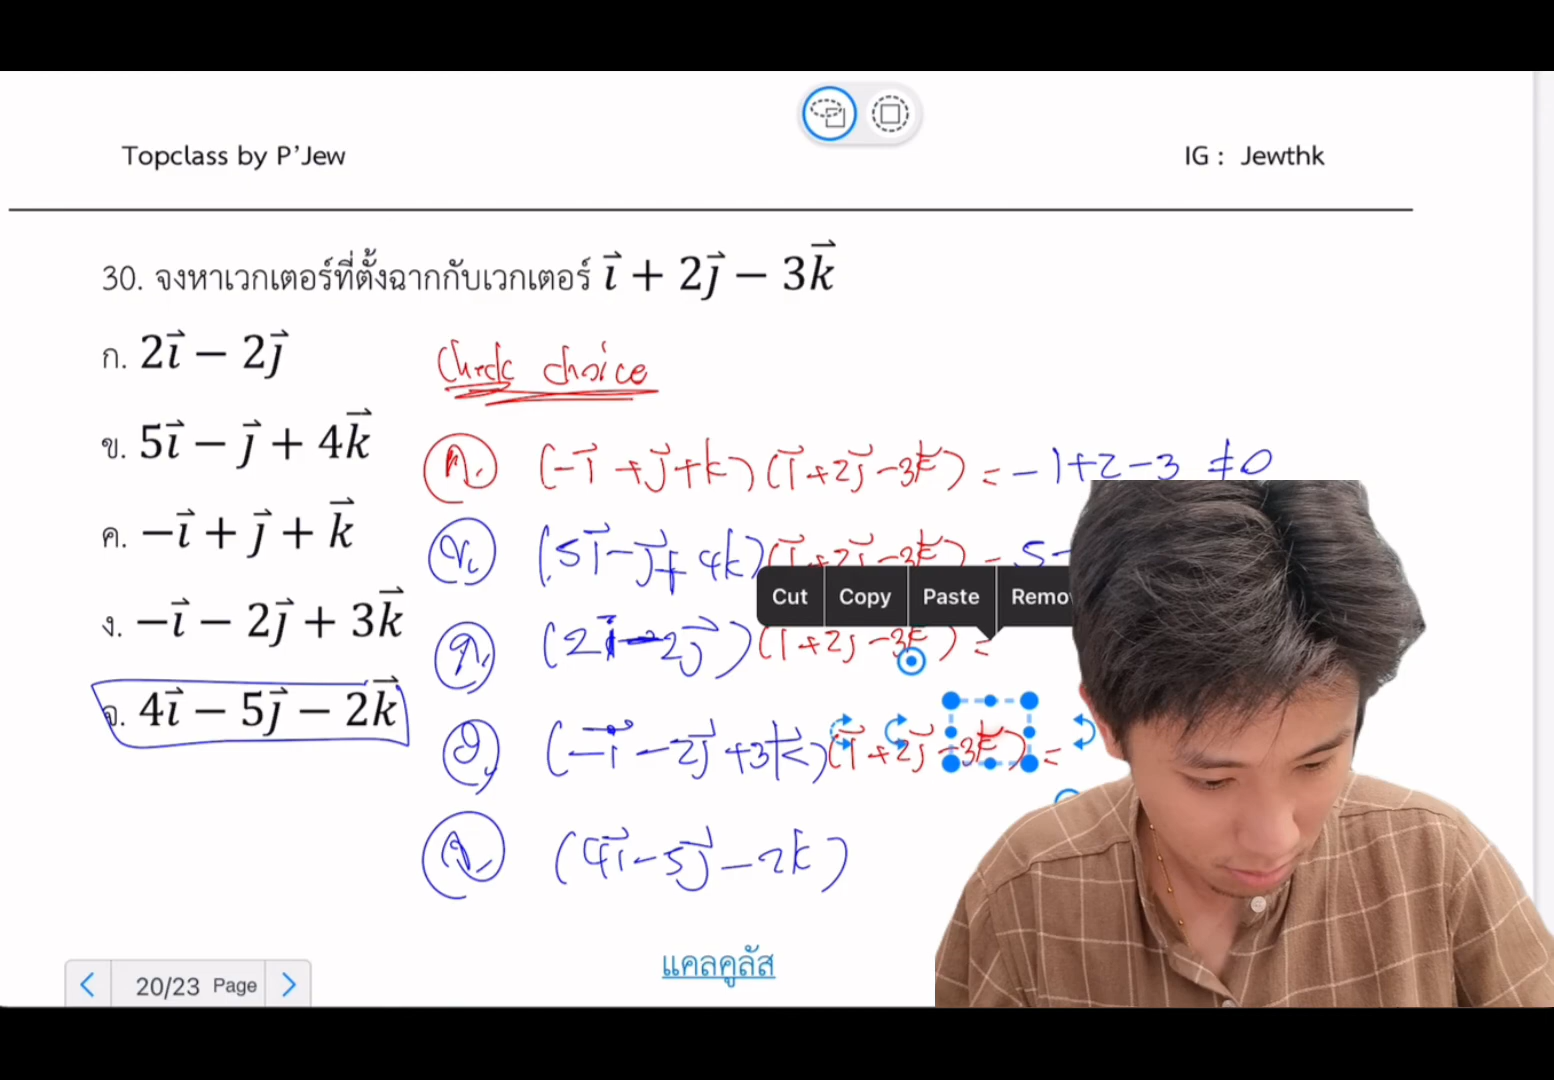 Topclass by P’Jew
IG : Jewthk
30. จงหาเวกเตอร์ที่ตั้งฉากกับเวกเตอร์ i⃗ + 2j⃗ − 3k⃗
ก. 2i⃗ − 2j⃗
Check choice
ข. 5i⃗ − j⃗ + 4k⃗
ค. (−i⃗ + j⃗ + k⃗)(i⃗ + 2j⃗ − 3k⃗) = −1 + 2 − 3 ≠ 0
ค. −i⃗ + j⃗ + k⃗
ข. (5i⃗ − j⃗ + 4k⃗)(i⃗ + 2j⃗ − 3k⃗) = 5 −
Cut Copy Paste
ง. −i⃗ − 2j⃗ + 3k⃗
(2i⃗ − 2j⃗)(i⃗ + 2j⃗ − 3k⃗) =
จ. 4i⃗ − 5j⃗ − 2k⃗
(−i⃗ − 2j⃗ + 3k⃗)(i⃗ + 2j⃗ − 3k⃗) =
(4i⃗ − 5j⃗ − 2k⃗)
แคลคูลัส
20/23 Page